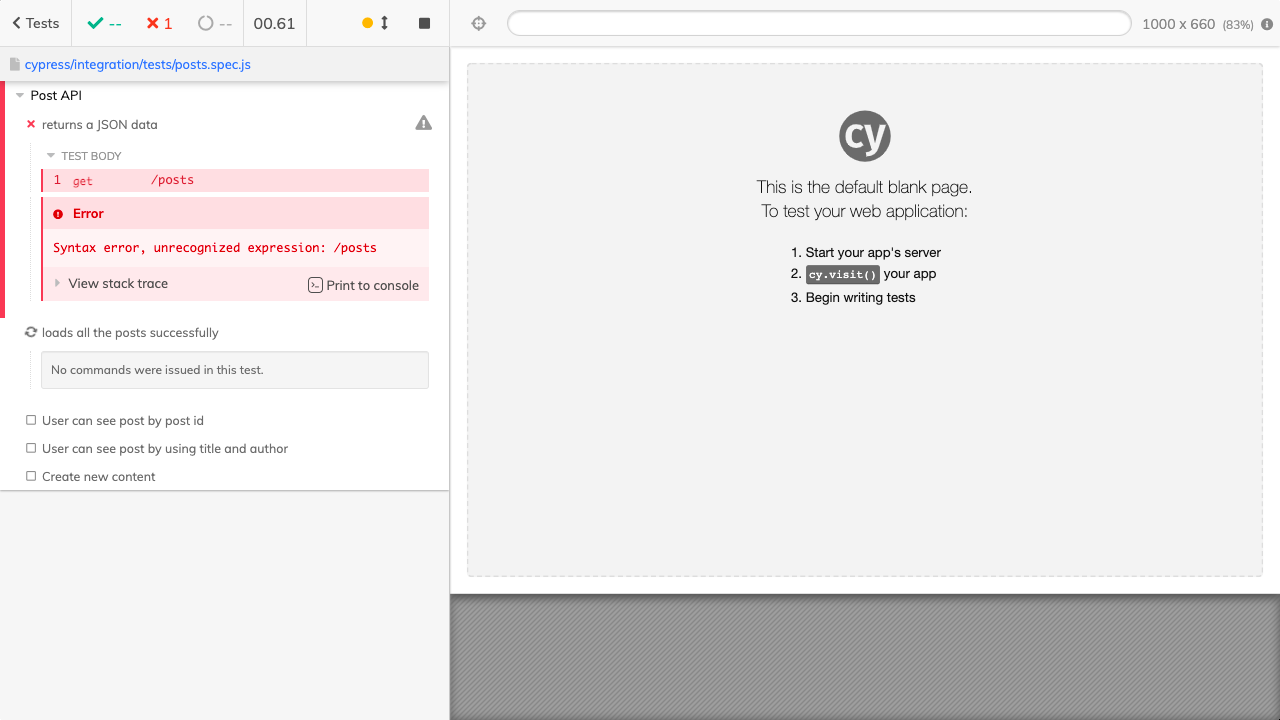 Tests
--
1
--
00.61
1000 x 660 (83%)
cypress/integration/tests/posts.spec.js
Post API
returns a JSON data
TEST BODY
1 get /posts
Error
Syntax error, unrecognized expression: /posts
View stack trace
Print to console
loads all the posts successfully
No commands were issued in this test.
User can see post by post id
User can see post by using title and author
Create new content
cy
This is the default blank page.
To test your web application:
1. Start your app's server
2. cy.visit() your app
3. Begin writing tests